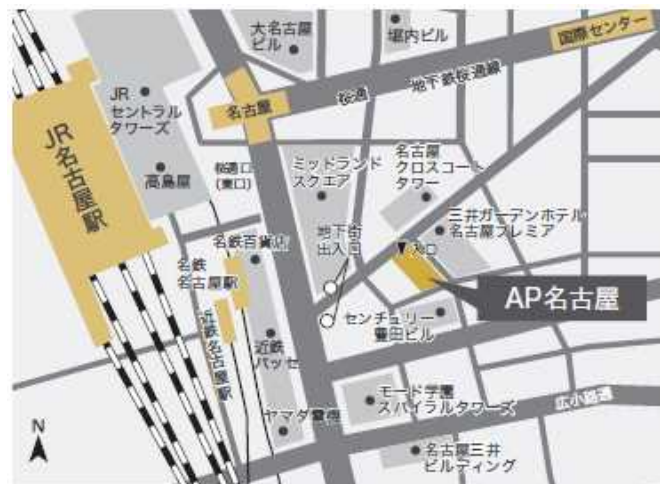 大名古屋
ビル
堀内ビル
国際センター
JR
セントラル
タワーズ
名古屋
桜通
地下鉄桜通線
JR名古屋駅
高島屋
桜通口
(東口)
ミッドランド
スクエア
名古屋
クロスコート
タワー
三井ガーデンホテル
名古屋プレミア
地下街
出入口
入口
名鉄百貨店
名鉄
名古屋駅
AP名古屋
近鉄名古屋駅
センチュリー
豊田ビル
近鉄
パッセ
モード学園
スパイラルタワーズ
広小路通
ヤマダ電機
名古屋三井
ビルディング
N